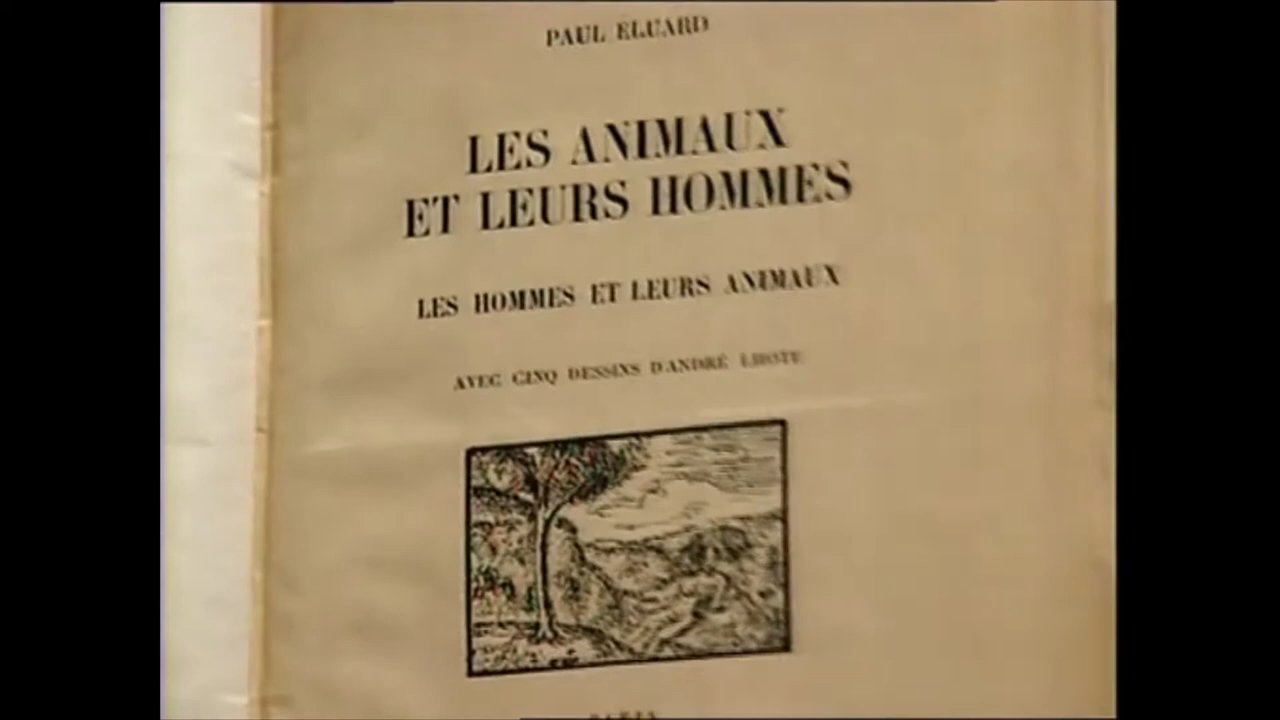 PAUL ELUARD
LES ANIMAUX
ET LEURS HOMMES
LES HOMMES ET LEURS ANIMAUX
AVEC CINQ DESSINS D'ANDRÉ LHOTE